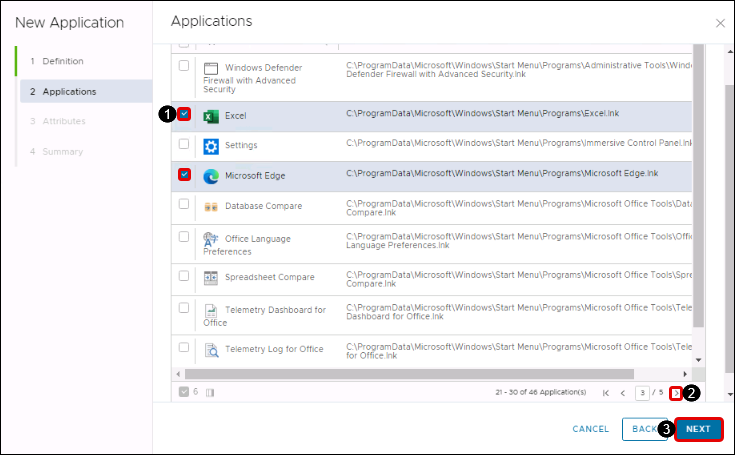 New Application
1 Definition
2 Applications
3 Attributes
4 Summary
Applications
Windows Defender
Firewall with Advanced
Security
C:\ProgramData\Microsoft\Windows\Start Menu\Programs\Administrative Tools\Windo
Defender Firewall with Advanced Security.lnk
1
Excel
C:\ProgramData\Microsoft\Windows\Start Menu\Programs\Excel.lnk
Settings
C:\ProgramData\Microsoft\Windows\Start Menu\Programs\Immersive Control Panel.lnk
Microsoft Edge
C:\ProgramData\Microsoft\Windows\Start Menu\Programs\Microsoft Edge.lnk
Database Compare
C:\ProgramData\Microsoft\Windows\Start Menu\Programs\Microsoft Office Tools\Data
Compare.lnk
Office Language
Preferences
C:\ProgramData\Microsoft\Windows\Start Menu\Programs\Microsoft Office Tools\Offic
Language Preferences.lnk
Spreadsheet Compare
C:\ProgramData\Microsoft\Windows\Start Menu\Programs\Microsoft Office Tools\Spre
Compare.lnk
Telemetry Dashboard for
Office
C:\ProgramData\Microsoft\Windows\Start Menu\Programs\Microsoft Office Tools\Tele
Dashboard for Office.lnk
Telemetry Log for Office
C:\ProgramData\Microsoft\Windows\Start Menu\Programs\Microsoft Office Tools\Tele
for Office.lnk
6
21 - 30 of 46 Application(s)
3 / 5
2
CANCEL
BACK
3
NEXT